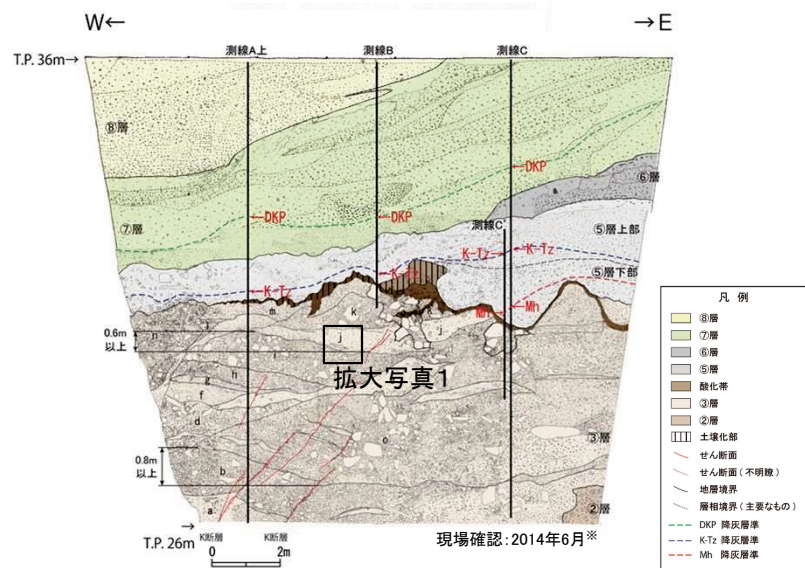 W←
→E
測線A上
測線B
測線C
T.P. 36m→
⑧層
←DKP
⑥層
←DKP
←DKP
測線C
⑤層上部
⑦層
K-Tz→
←K-Tz
←K-Tz
⑤層下部
←K-Tz
Mh→
←Mh
m
k
k
0.6m
以上
n
l
j
j
i
拡大写真1
h
g
f
d
c
③層
0.8m
以上
b
a
②層
T.P. 26m
K断層
K断層
0
2m
現場確認:2014年6月※
凡 例
⑧層
⑦層
⑥層
⑤層
酸化帯
③層
②層
土壌化部
せん断面
せん断面(不明瞭)
地層境界
層相境界(主要なもの)
DKP 降灰層準
K-Tz 降灰層準
Mh 降灰層準